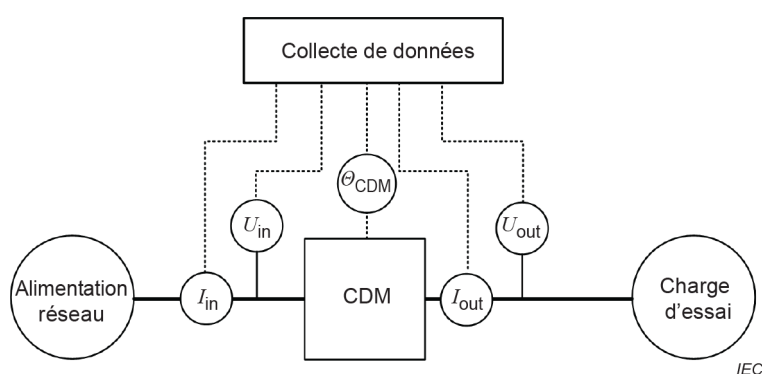 Collecte de données
ΘCDM
Uin
Uout
Alimentation
réseau
Iin
CDM
Iout
Charge
d'essai
IEC